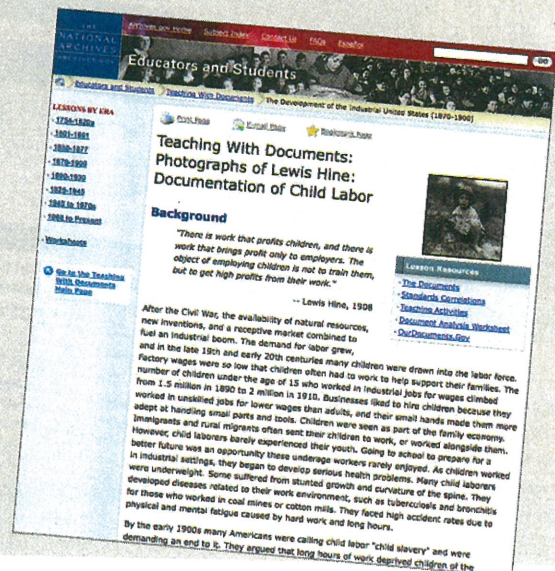 THE
NATIONAL
ARCHIVES
Archives.gov Home Subject Index Contact Us FAQs Español
GO
Educators and Students
Educators and Students Teaching With Documents The Development of the Industrial United States (1870-1900)
LESSONS BY ERA
1754-1820s
1801-1861
1850-1877
1870-1900
1890-1930
1929-1945
1945 to 1970s
1968 to Present
Worksheets
Go to the Teaching
With Documents
Main Page
Print Page E-mail Page Bookmark Page
Teaching With Documents:
Photographs of Lewis Hine:
Documentation of Child Labor
Background
"There is work that profits children, and there is
work that brings profit only to employers. The
object of employing children is not to train them,
but to get high profits from their work."
-- Lewis Hine, 1908
Lesson Resources
The Documents
Standards Correlations
Teaching Activities
Document Analysis Worksheet
OurDocuments.Gov
After the Civil War, the availability of natural resources,
new inventions, and a receptive market combined to
fuel an industrial boom. The demand for labor grew,
and in the late 19th and early 20th centuries many children were drawn into the labor force.
Factory wages were so low that children often had to work to help support their families. The
number of children under the age of 15 who worked in industrial jobs for wages climbed
from 1.5 million in 1890 to 2 million in 1910. Businesses liked to hire children because they
worked in unskilled jobs for lower wages than adults, and their small hands made them more
adept at handling small parts and tools. Children were seen as part of the family economy.
Immigrants and rural migrants often sent their children to work, or worked alongside them.
However, child laborers barely experienced their youth. Going to school to prepare for a
better future was an opportunity these underage workers rarely enjoyed. As children worked
in industrial settings, they began to develop serious health problems. Many child laborers
were underweight. Some suffered from stunted growth and curvature of the spine. They
developed diseases related to their work environment, such as tuberculosis and bronchitis
for those who worked in coal mines or cotton mills. They faced high accident rates due to
physical and mental fatigue caused by hard work and long hours.
By the early 1900s many Americans were calling child labor "child slavery" and were
demanding an end to it. They argued that long hours of work deprived children of the